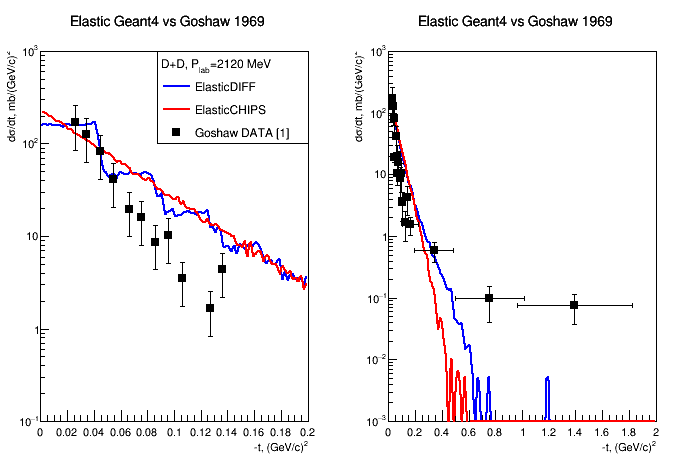 Elastic Geant4 vs Goshaw 1969
dσ/dt, mb/(GeV/c)²
10³
10²
10
1
10⁻¹
D+D, P_lab=2120 MeV
ElasticDIFF
ElasticCHIPS
Goshaw DATA [1]
0 0.02 0.04 0.06 0.08 0.1 0.12 0.14 0.16 0.18 0.2
-t, (GeV/c)²
Elastic Geant4 vs Goshaw 1969
dσ/dt, mb/(GeV/c)²
10³
10²
10
1
10⁻¹
10⁻²
10⁻³
0 0.2 0.4 0.6 0.8 1 1.2 1.4 1.6 1.8 2
-t, (GeV/c)²